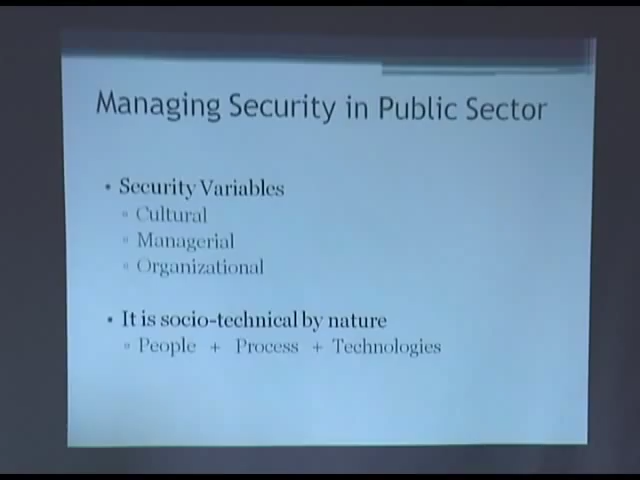 Managing Security in Public Sector
• Security Variables
▫ Cultural
▫ Managerial
▫ Organizational
• It is socio-technical by nature
▫ People + Process + Technologies